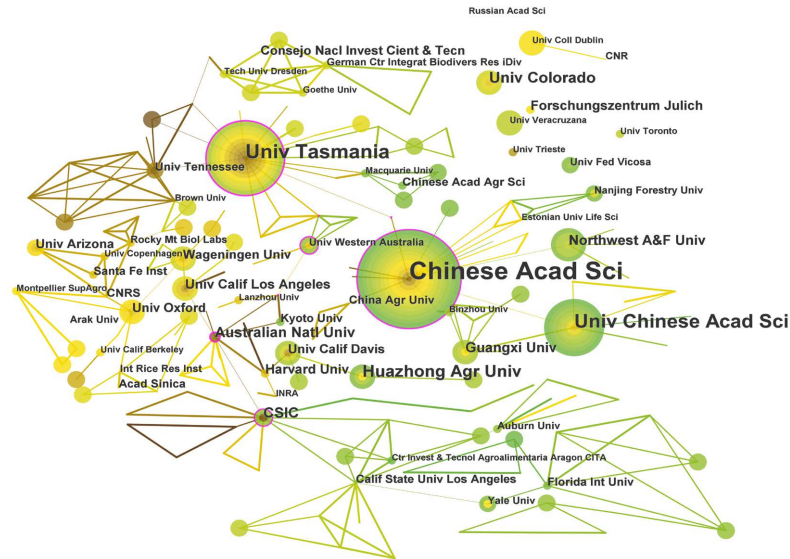 Russian Acad Sci
Univ Coll Dublin
CNR
Consejo Nacl Invest Cient & Tecn
German Ctr Integrat Biodivers Res iDiv
Tech Univ Dresden
Goethe Univ
Univ Colorado
Forschungszentrum Julich
Univ Veracruzana
Univ Toronto
Univ Tasmania
Univ Trieste
Univ Tennessee
Macquarie Univ
Univ Fed Vicosa
Chinese Acad Agr Sci
Nanjing Forestry Univ
Brown Univ
Estonian Univ Life Sci
Univ Arizona
Rocky Mt Biol Labs
Univ Western Australia
Northwest A&F Univ
Univ Copenhagen
Wageningen Univ
Santa Fe Inst
Chinese Acad Sci
Montpellier SupAgro
CNRS
Univ Calif Los Angeles
Lanzhou Univ
China Agr Univ
Univ Oxford
Binzhou Univ
Arak Univ
Kyoto Univ
Univ Chinese Acad Sci
Australian Natl Univ
Univ Calif Berkeley
Univ Calif Davis
Guangxi Univ
Int Rice Res Inst
Harvard Univ
Huazhong Agr Univ
Acad Sinica
INRA
CSIC
Auburn Univ
Ctr Invest & Tecnol Agroalimentaria Aragon CITA
Calif State Univ Los Angeles
Florida Int Univ
Yale Univ